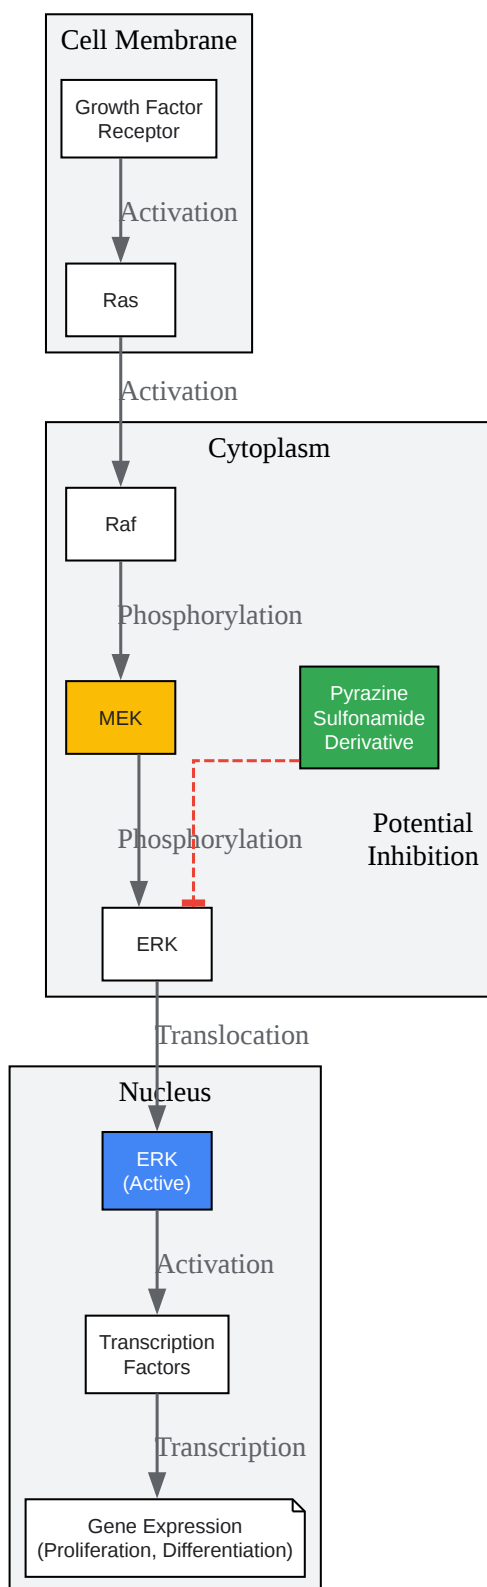 Cell Membrane
Growth Factor
Receptor
Activation
Ras
Activation
Cytoplasm
Raf
Phosphorylation
MEK
Pyrazine
Sulfonamide
Derivative
Phosphorylation
Potential
Inhibition
ERK
Translocation
Nucleus
ERK
(Active)
Activation
Transcription
Factors
Transcription
Gene Expression
(Proliferation, Differentiation)